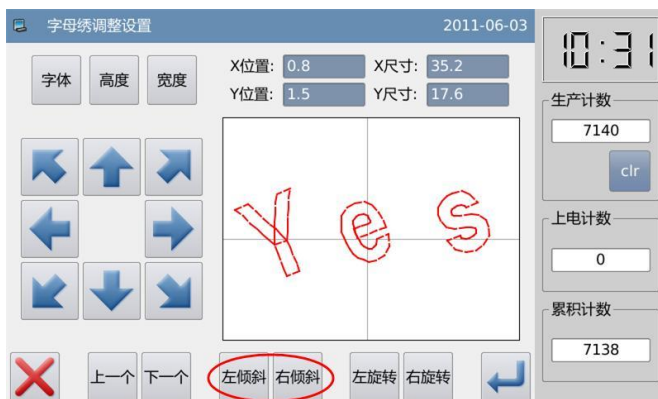 字母绣调整设置 2011-06-03
10:31
字体 高度 宽度
X位置: 0.8 X尺寸: 35.2
Y位置: 1.5 Y尺寸: 17.6
生产计数
7140
clr
Yes
上电计数
0
累积计数
7138
上一个 下一个 左倾斜 右倾斜 左旋转 右旋转